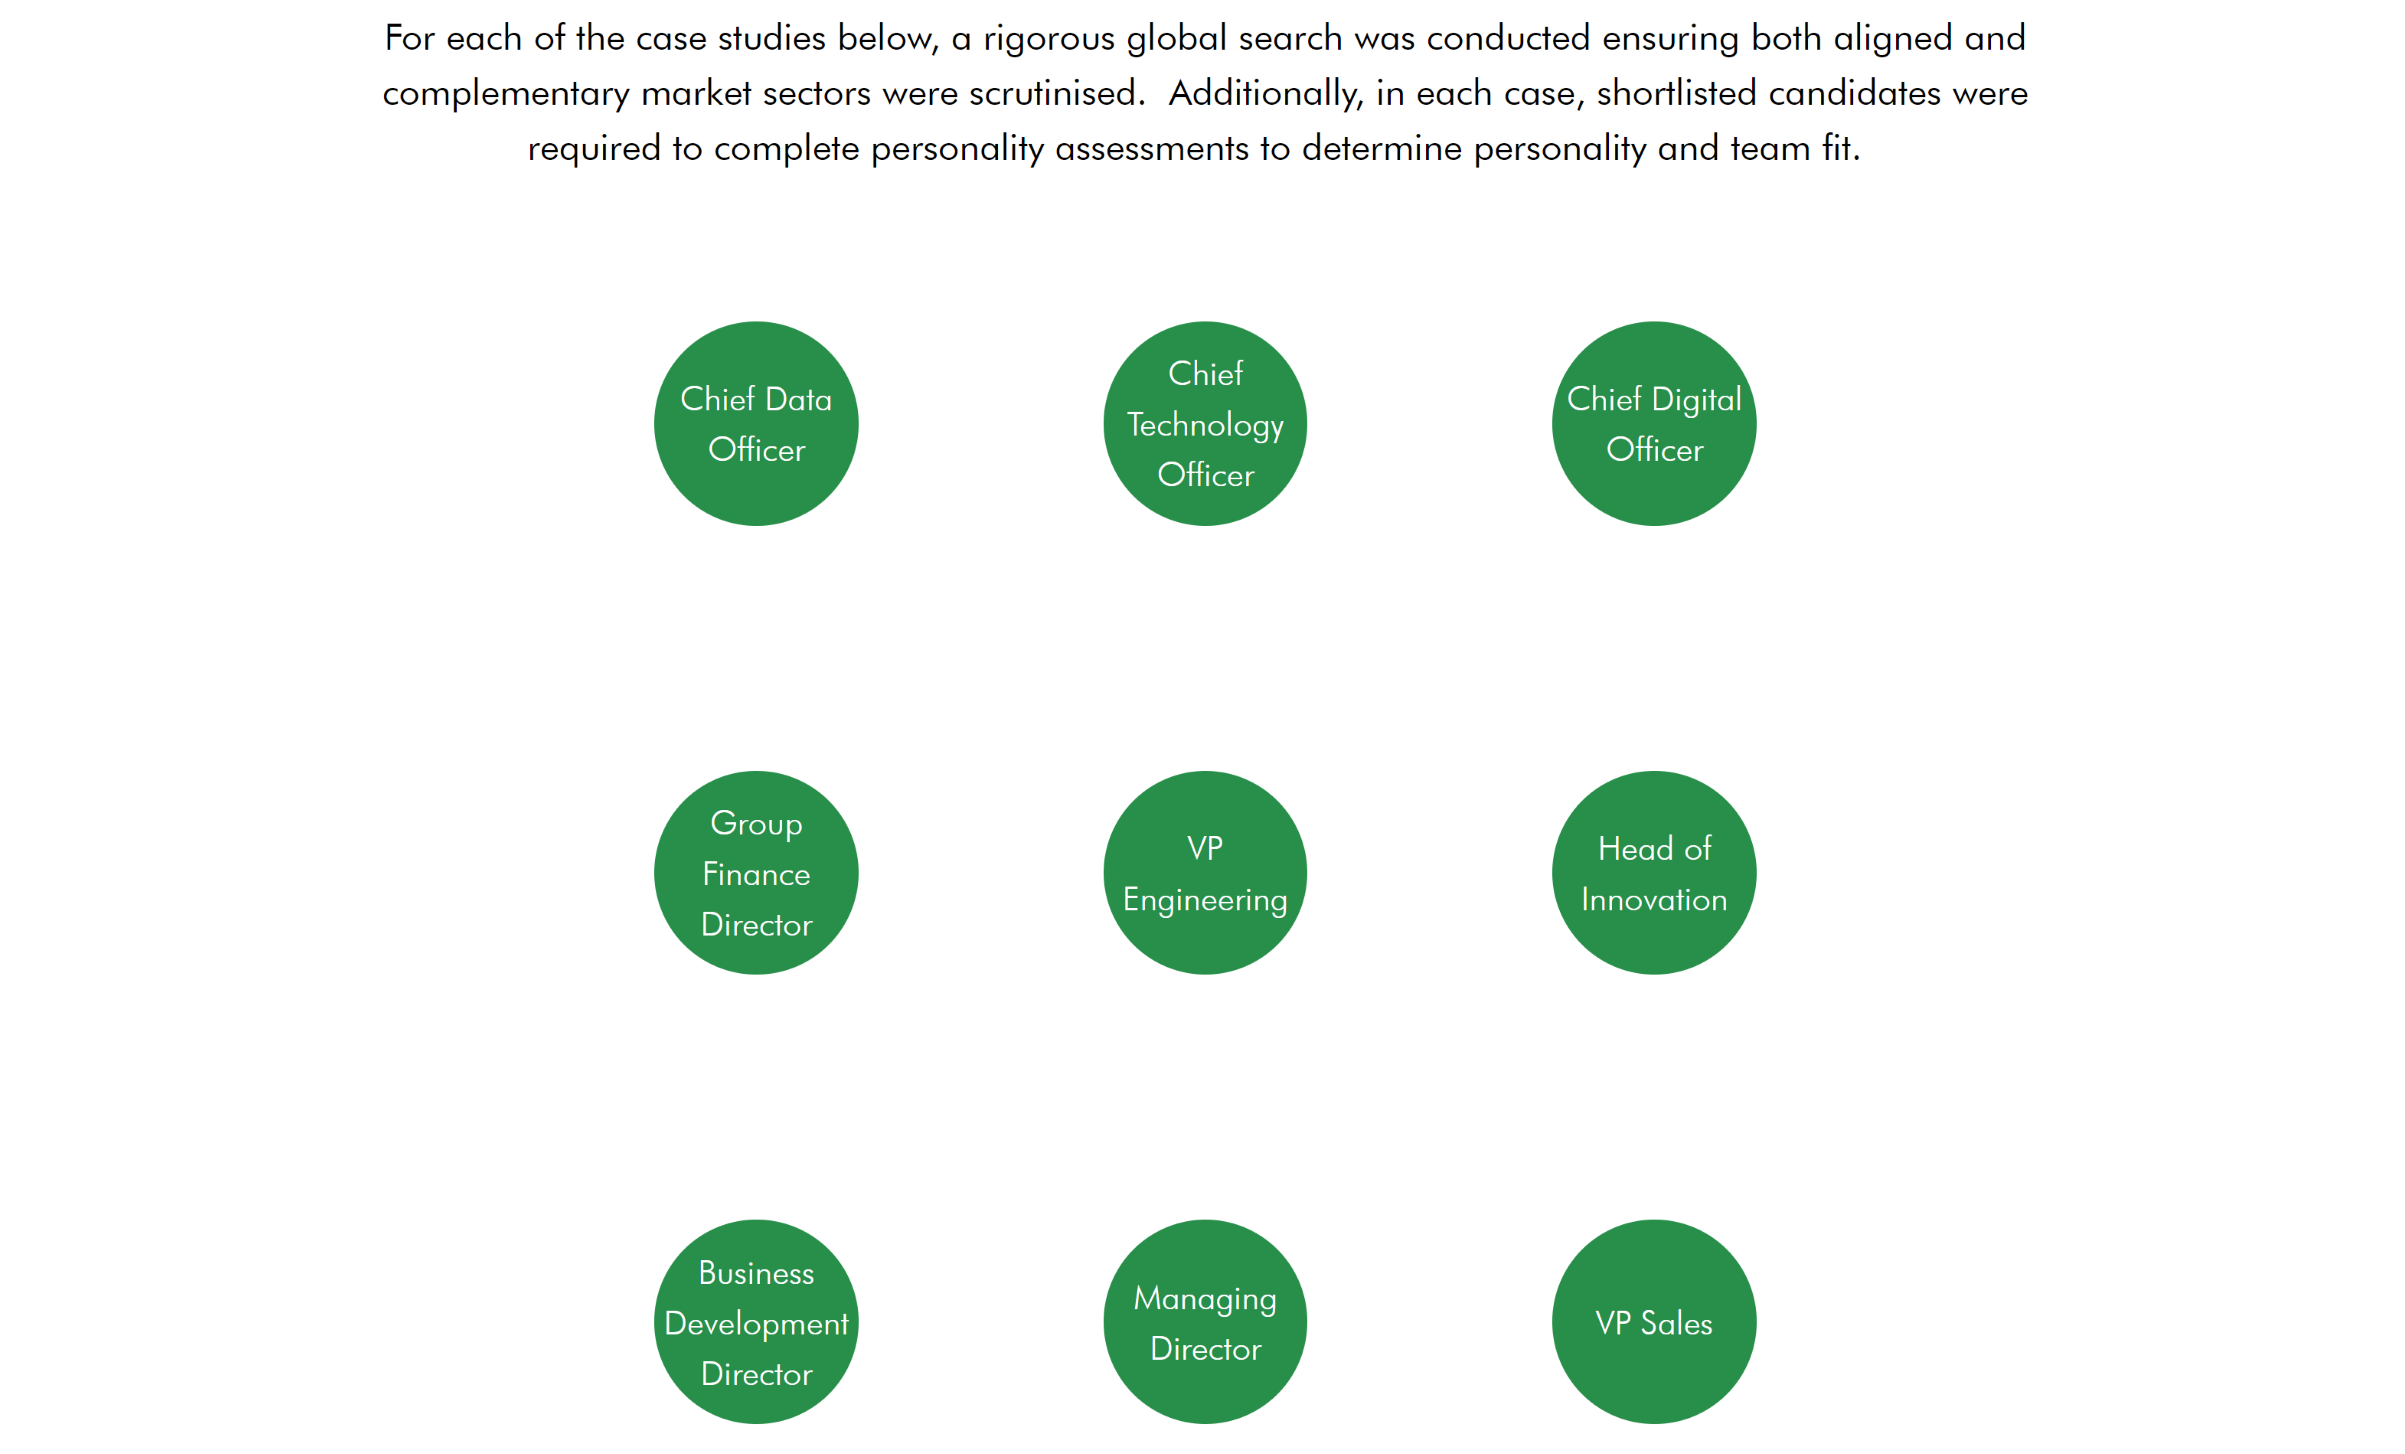 For each of the case studies below, a rigorous global search was conducted ensuring both aligned and
complementary market sectors were scrutinised.  Additionally, in each case, shortlisted candidates were
required to complete personality assessments to determine personality and team fit.
Chief Data
Officer
Chief
Technology
Officer
Chief Digital
Officer
Group
Finance
Director
VP
Engineering
Head of
Innovation
Business
Development
Director
Managing
Director
VP Sales